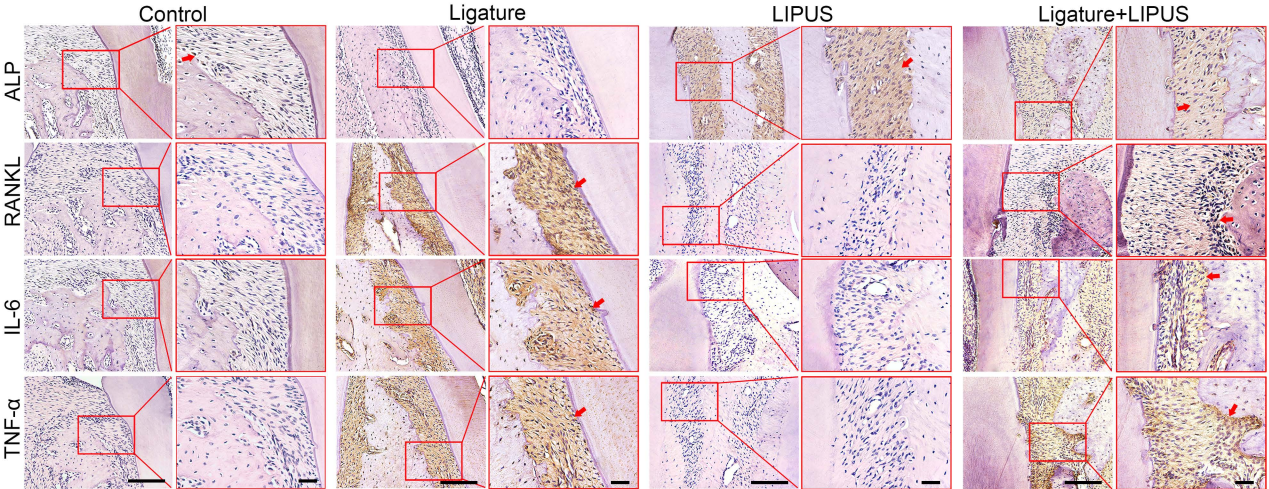 Control Ligature LIPUS Ligature+LIPUS
ALP
RANKL
IL-6
TNF-α